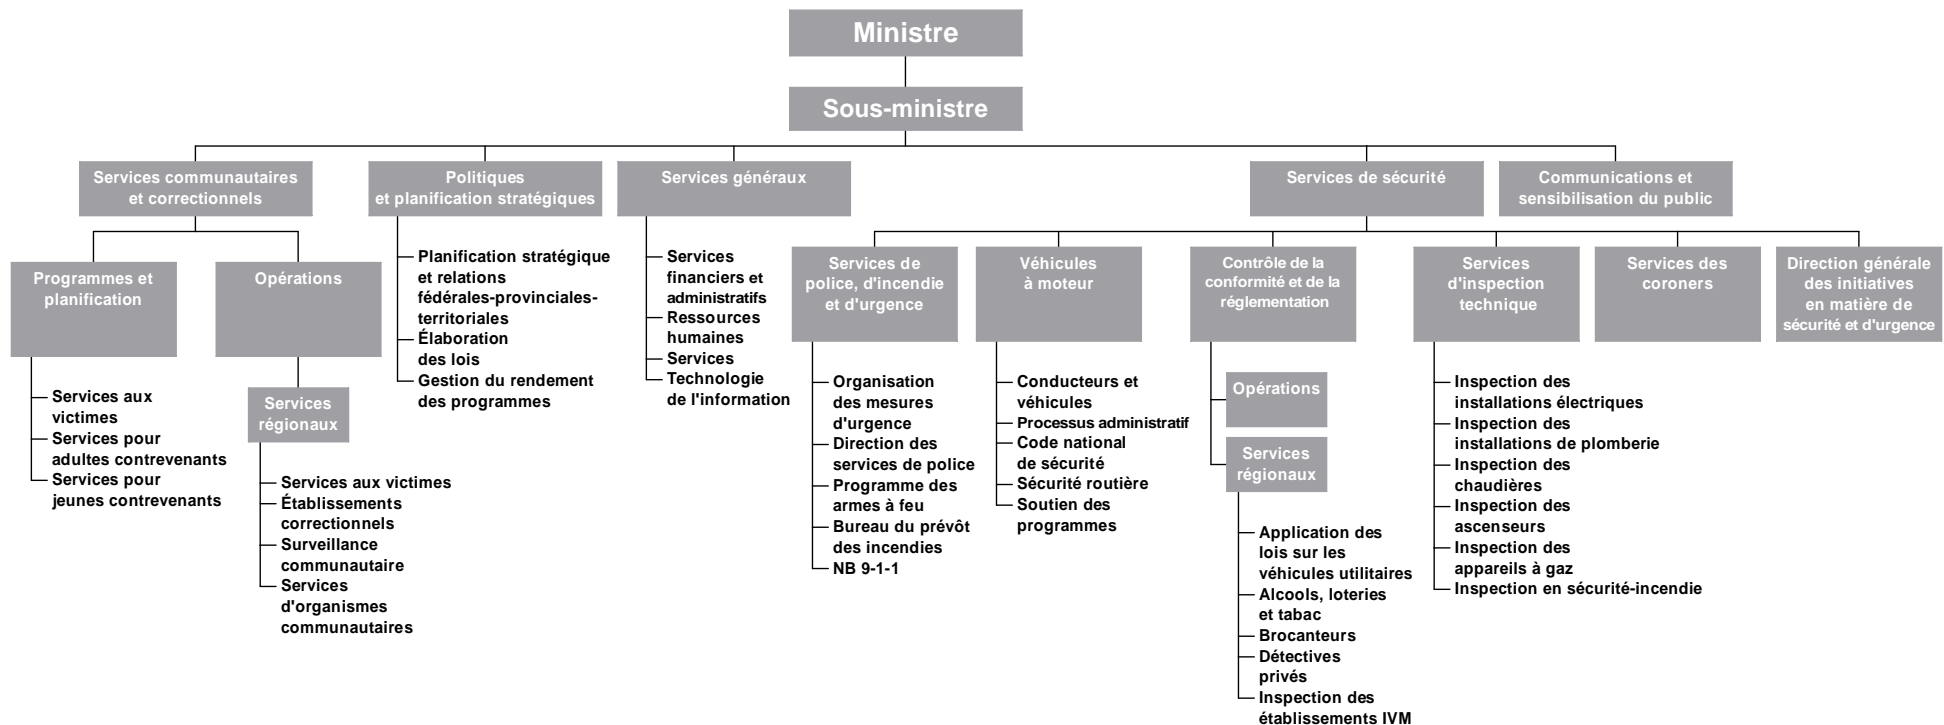 Ministre
Sous-ministre
Services communautaires
et correctionnels
Politiques
et planification stratégiques
Services généraux
Services de sécurité
Communications et
sensibilisation du public
Programmes et
planification
Services aux
victimes
Services pour
adultes contrevenants
Services pour
jeunes contrevenants
Opérations
Services
régionaux
Services aux victimes
Établissements
correctionnels
Surveillance
communautaire
Services
d'organismes
communautaires
Planification stratégique
et relations
fédérales-provinciales-
territoriales
Élaboration
des lois
Gestion du rendement
des programmes
Services
financiers et
administratifs
Ressources
humaines
Services
Technologie
de l'information
Services de
police, d'incendie
et d'urgence
Organisation
des mesures
d'urgence
Direction des
services de police
Programme des
armes à feu
Bureau du prévôt
des incendies
NB 9-1-1
Véhicules
à moteur
Conducteurs et
véhicules
Processus administratif
Code national
de sécurité
Sécurité routière
Soutien des
programmes
Contrôle de la
conformité et de la
réglementation
Opérations
Services
régionaux
Application des
lois sur les
véhicules utilitaires
Alcools, loteries
et tabac
Brocanteurs
Détectives
privés
Inspection des
établissements IVM
Services
d'inspection
technique
Inspection des
installations électriques
Inspection des
installations de plomberie
Inspection des
chaudières
Inspection des
ascenseurs
Inspection des
appareils à gaz
Inspection en sécurité-incendie
Services des
coroners
Direction générale
des initiatives
en matière de
sécurité et d'urgence